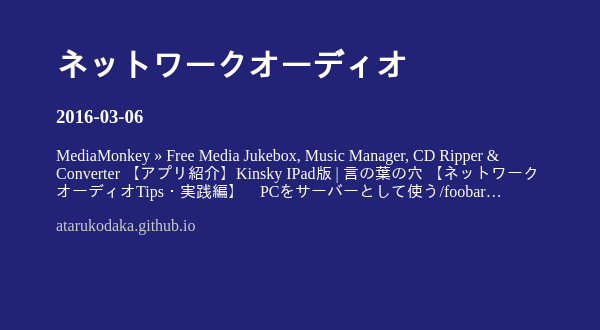 ネットワークオーディオ
2016-03-06
MediaMonkey » Free Media Jukebox, Music Manager, CD Ripper &
Converter 【アプリ紹介】Kinsky IPad版 | 言の葉の穴 【ネットワーク
オーディオTips・実践編】　PCをサーバーとして使う/foobar…
atarukodaka.github.io